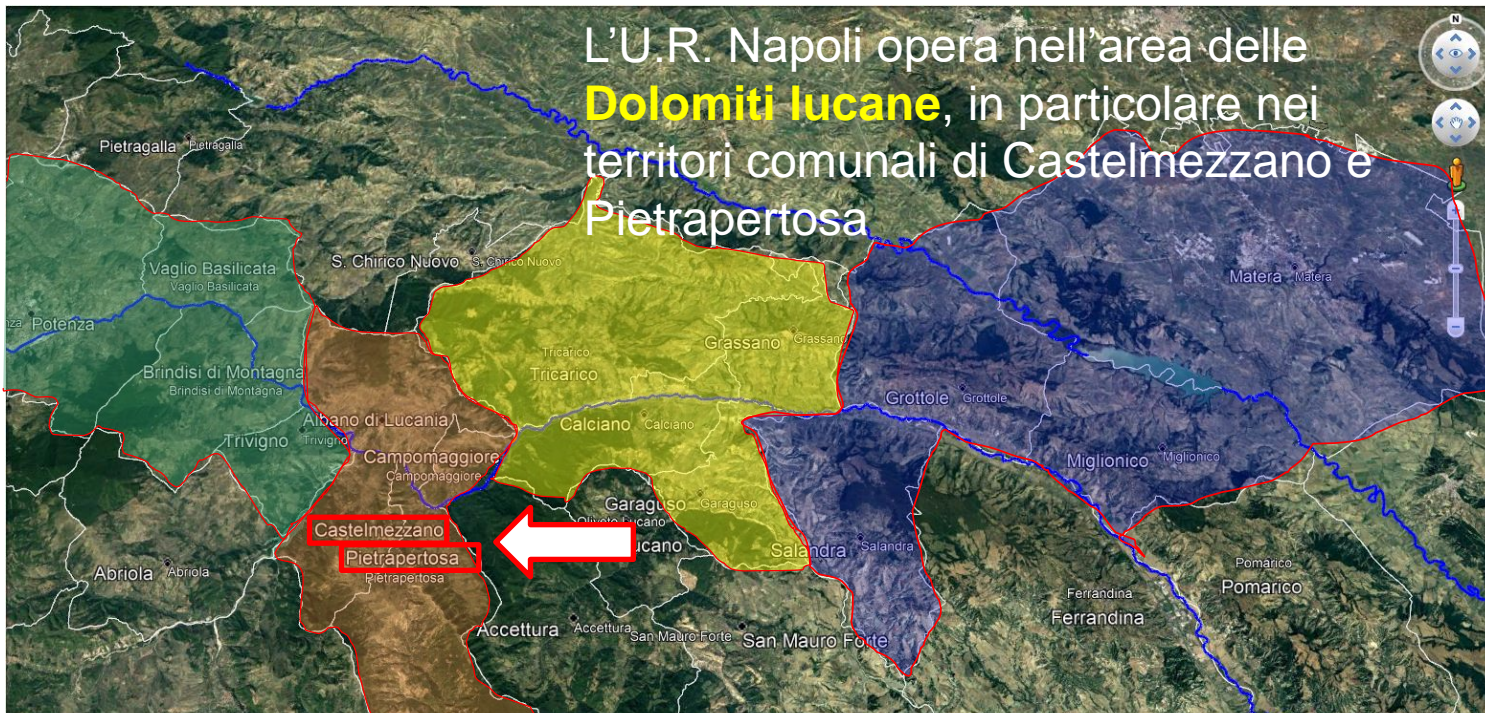 L’U.R. Napoli opera nell’area delle
Dolomiti lucane, in particolare nei
territori comunali di Castelmezzano e
Pietrapertosa
N
Pietragalla Pietragalla
S. Chirico Nuovo S. Chirico Nuovo
Vaglio Basilicata
Vaglio Basilicata
Matera Matera
Potenza
Grassano Grassano
Tricarico
Tricarico
Brindisi di Montagna
Brindisi di Montagna
Grottole Grottole
Albano di Lucania
Trivigno Trivigno
Calciano Calciano
Campomaggiore
Campomaggiore
Miglionico Miglionico
Garaguso Garaguso
Oliveto Lucano
ucano
Castelmezzano
Pietrapertosa
Pietrapertosa
Salandra Salandra
Abriola Abriola
Pomarico
Pomarico
Ferrandina
Ferrandina
Accettura Accettura
San Mauro Forte San Mauro Forte